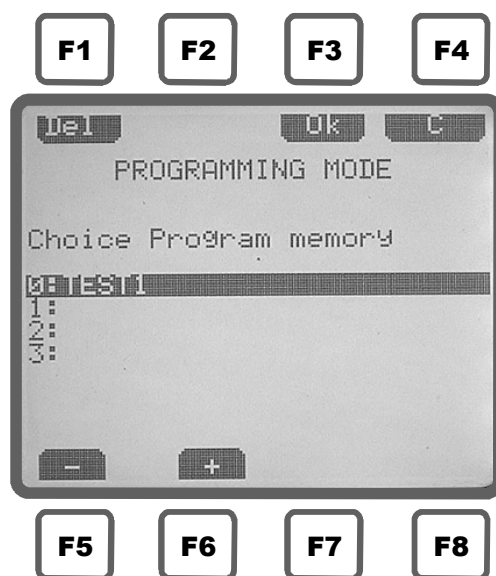 F1 F2 F3 F4
Del Ok C
PROGRAMMING MODE
Choice Program memory
0:TEST1
1:
2:
3:
- +
F5 F6 F7 F8